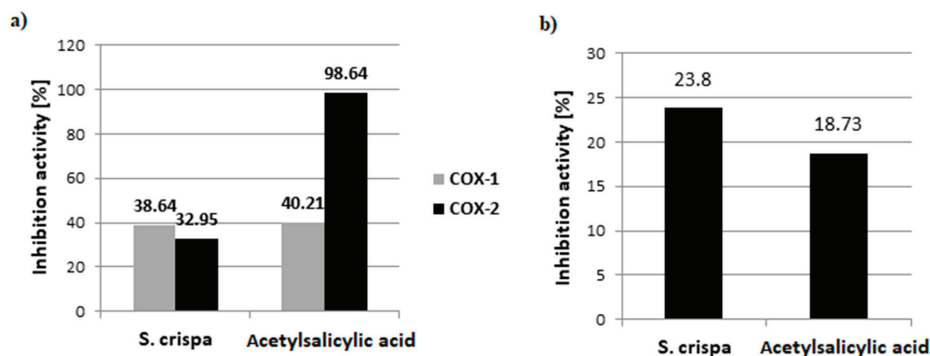 a)
Inhibition activity [%]
120
100
80
60
40
20
0
38.64
32.95
40.21
98.64
S. crispa
Acetylsalicylic acid
COX-1
COX-2
b)
Inhibition activity [%]
30
25
20
15
10
5
0
23.8
18.73
S. crispa
Acetylsalicylic acid